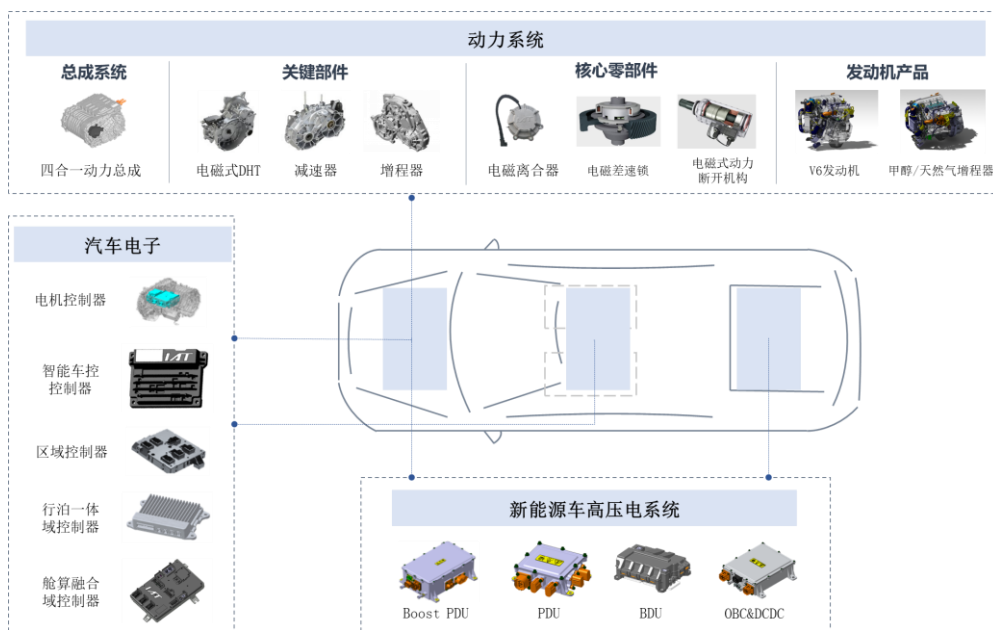 动力系统
总成系统
关键部件
核心零部件
发动机产品
四合一动力总成
电磁式DHT
减速器
增程器
电磁离合器
电磁差速锁
电磁式动力
断开机构
V6发动机
甲醇/天然气增程器
汽车电子
电机控制器
智能车控
控制器
IAT
区域控制器
行泊一体
域控制器
舱算融合
域控制器
IAT
新能源车高压电系统
Boost PDU
PDU
BDU
OBC&DCDC